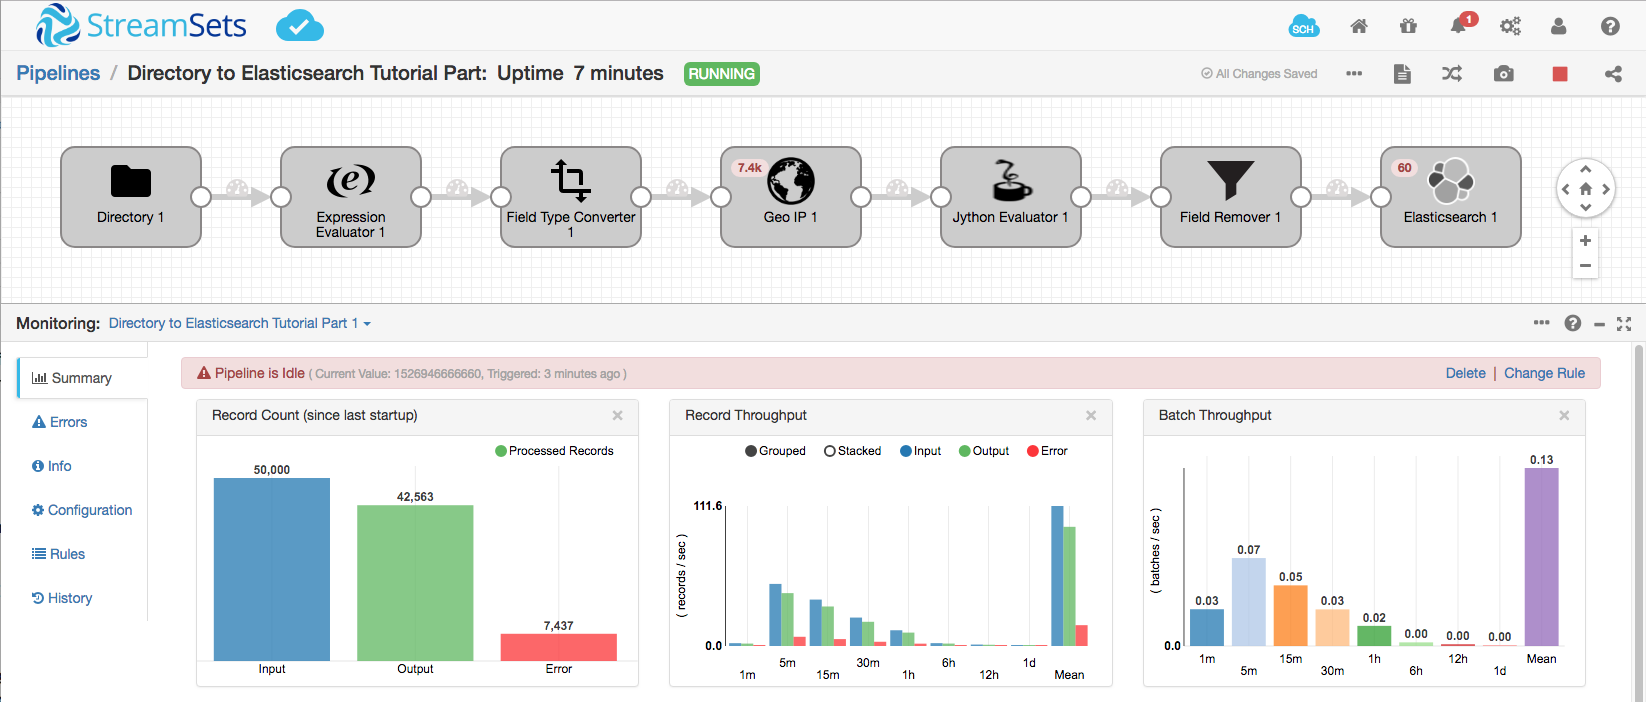 StreamSets
SCH
1
Pipelines / Directory to Elasticsearch Tutorial Part: Uptime 7 minutes RUNNING
All Changes Saved
Directory 1
Expression
Evaluator 1
Field Type Converter
1
7.4k
Geo IP 1
Jython Evaluator 1
Field Remover 1
60
Elasticsearch 1
Monitoring: Directory to Elasticsearch Tutorial Part 1
Summary
Errors
Info
Configuration
Rules
History
Pipeline is Idle ( Current Value: 1526946666660, Triggered: 3 minutes ago )
Delete | Change Rule
Record Count (since last startup)
Processed Records
50,000
42,563
7,437
Input
Output
Error
Record Throughput
Grouped Stacked Input Output Error
111.6
( records / sec )
0.0
1m
5m
15m
30m
1h
6h
12h
1d
Mean
Batch Throughput
( batches / sec )
0.0
0.03
0.07
0.05
0.03
0.02
0.00
0.00
0.00
0.13
1m
5m
15m
30m
1h
6h
12h
1d
Mean